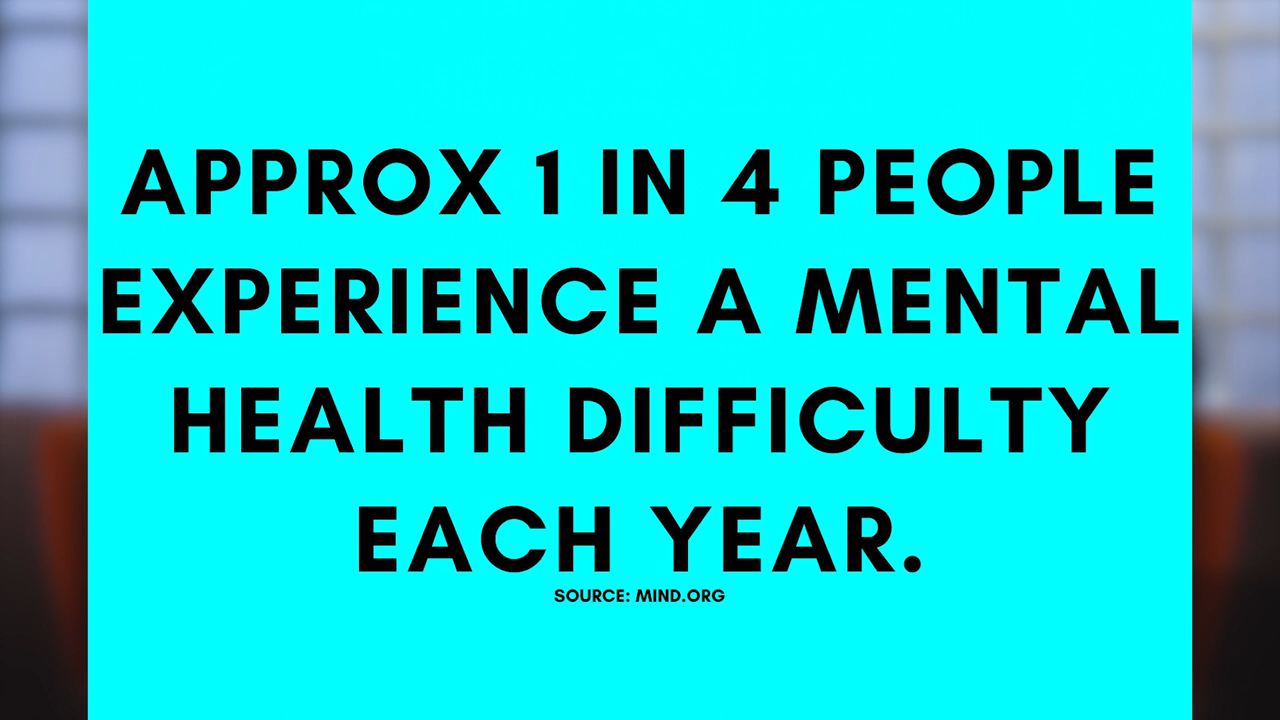 APPROX 1 IN 4 PEOPLE
EXPERIENCE A MENTAL
HEALTH DIFFICULTY
EACH YEAR.
SOURCE: MIND.ORG